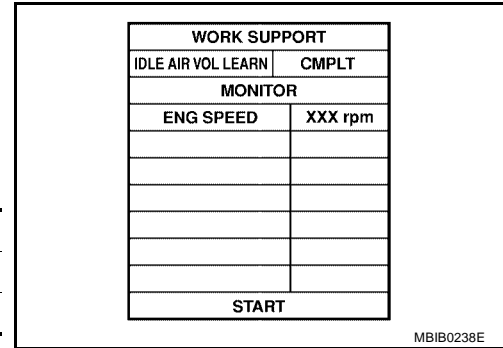 WORK SUPPORT
IDLE AIR VOL LEARN CMPLT
MONITOR
ENG SPEED XXX rpm
START
MBIB0238E